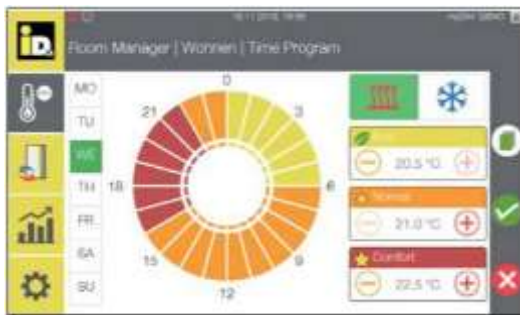 iD.
Room Manager | Wohnen | Time Program
MO
TU
WE
TH
FR
SA
SU
0
3
6
9
12
15
18
21
20.5 °C
Normal
21.0 °C
Comfort
22.5 °C